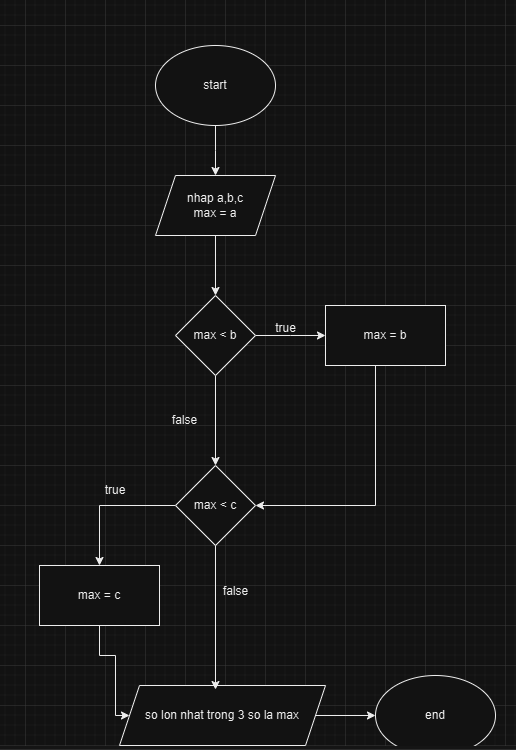 start
nhap a,b,c
max = a
max < b
true
max = b
false
true
max < c
max = c
false
so lon nhat trong 3 so la max
end